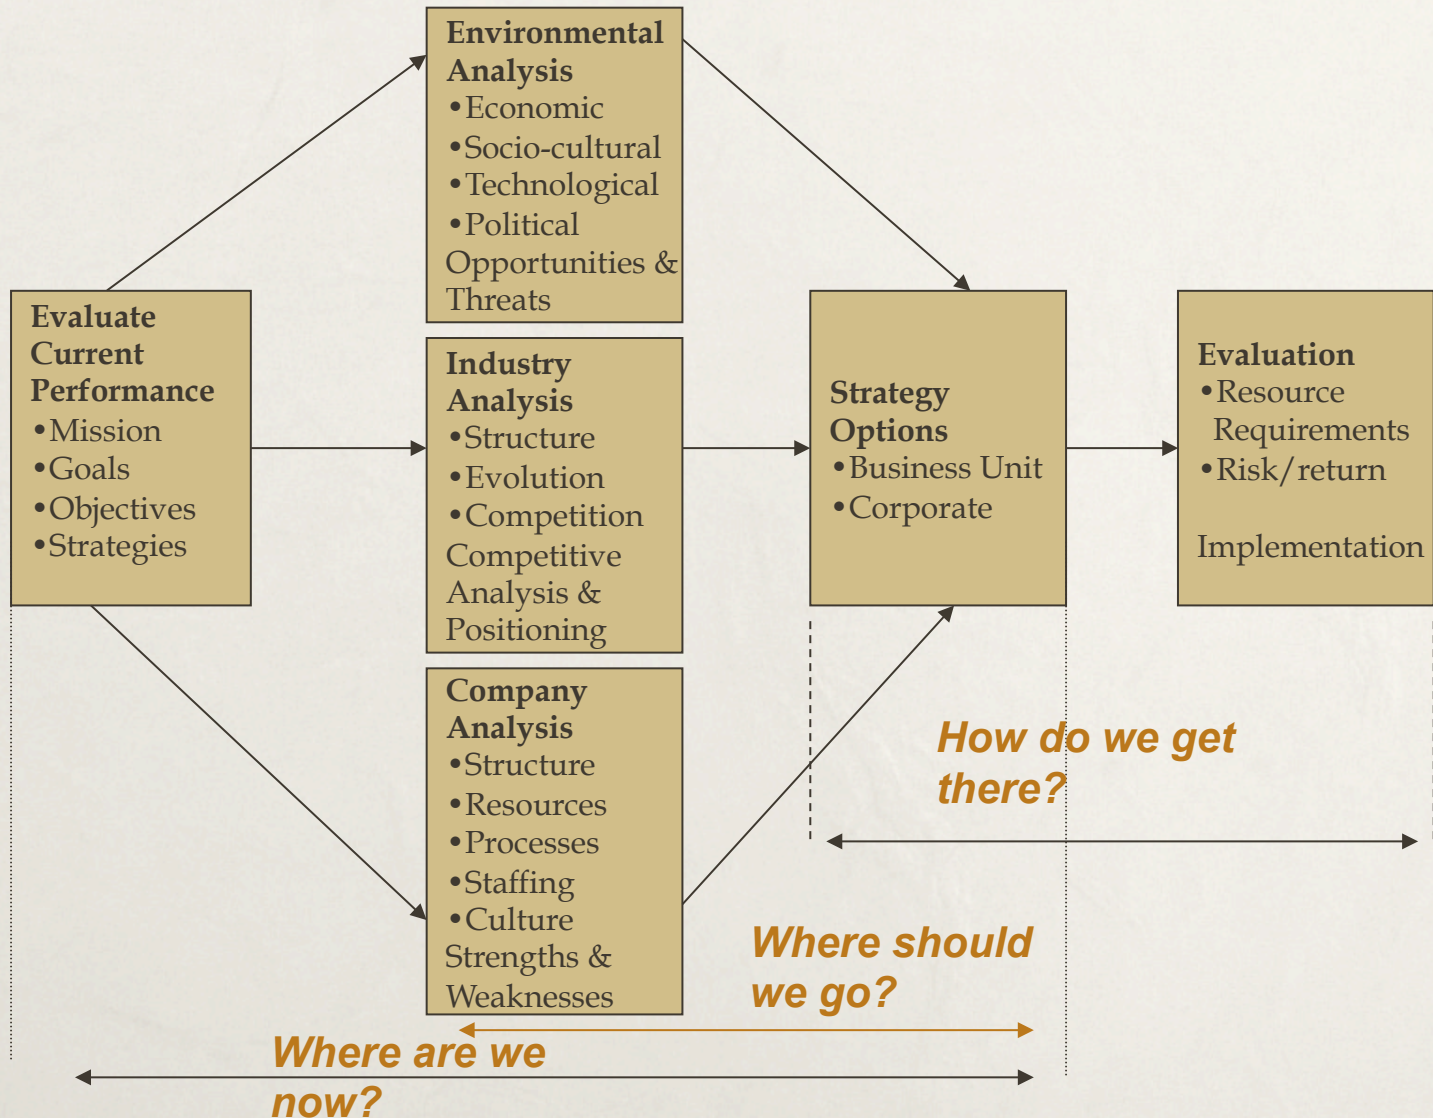 Evaluate
Current
Performance
•Mission
•Goals
•Objectives
•Strategies
Environmental
Analysis
•Economic
•Socio-cultural
•Technological
•Political
Opportunities &
Threats
Industry
Analysis
•Structure
•Evolution
•Competition
Competitive
Analysis &
Positioning
Company
Analysis
•Structure
•Resources
•Processes
•Staffing
•Culture
Strengths &
Weaknesses
Strategy
Options
•Business Unit
•Corporate
Evaluation
•Resource
Requirements
•Risk/return
Implementation
How do we get
there?
Where should
we go?
Where are we
now?